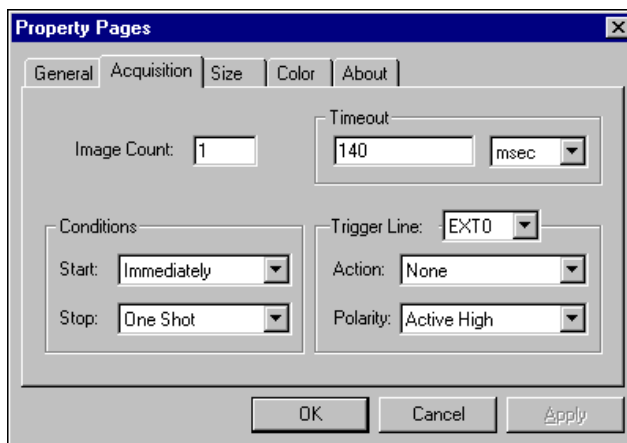 Property Pages
General Acquisition Size Color About
Image Count: 1
Timeout
140 msec
Conditions
Start: Immediately
Stop: One Shot
Trigger Line: EXT0
Action: None
Polarity: Active High
OK Cancel Apply